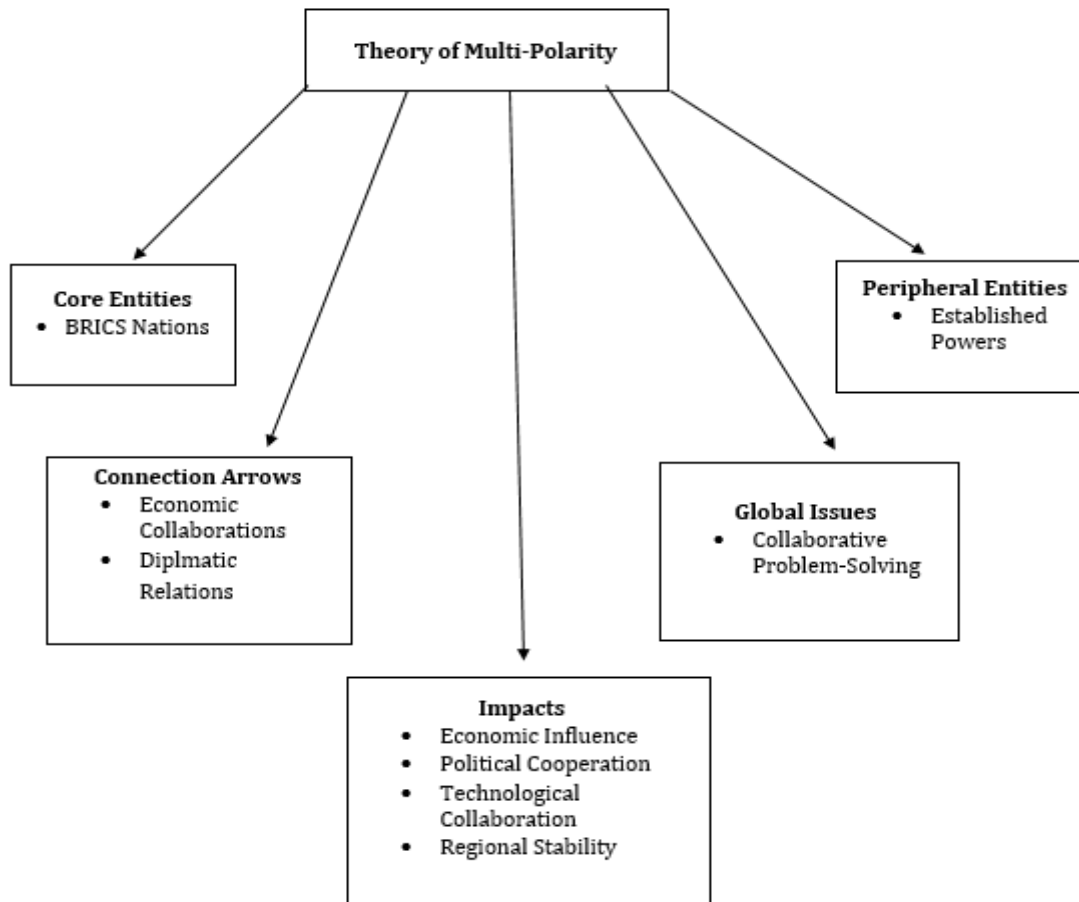 Theory of Multi-Polarity
Core Entities
• BRICS Nations
Peripheral Entities
• Established
Powers
Connection Arrows
• Economic
Collaborations
• Diplmatic
Relations
Global Issues
• Collaborative
Problem-Solving
Impacts
• Economic Influence
• Political Cooperation
• Technological
Collaboration
• Regional Stability